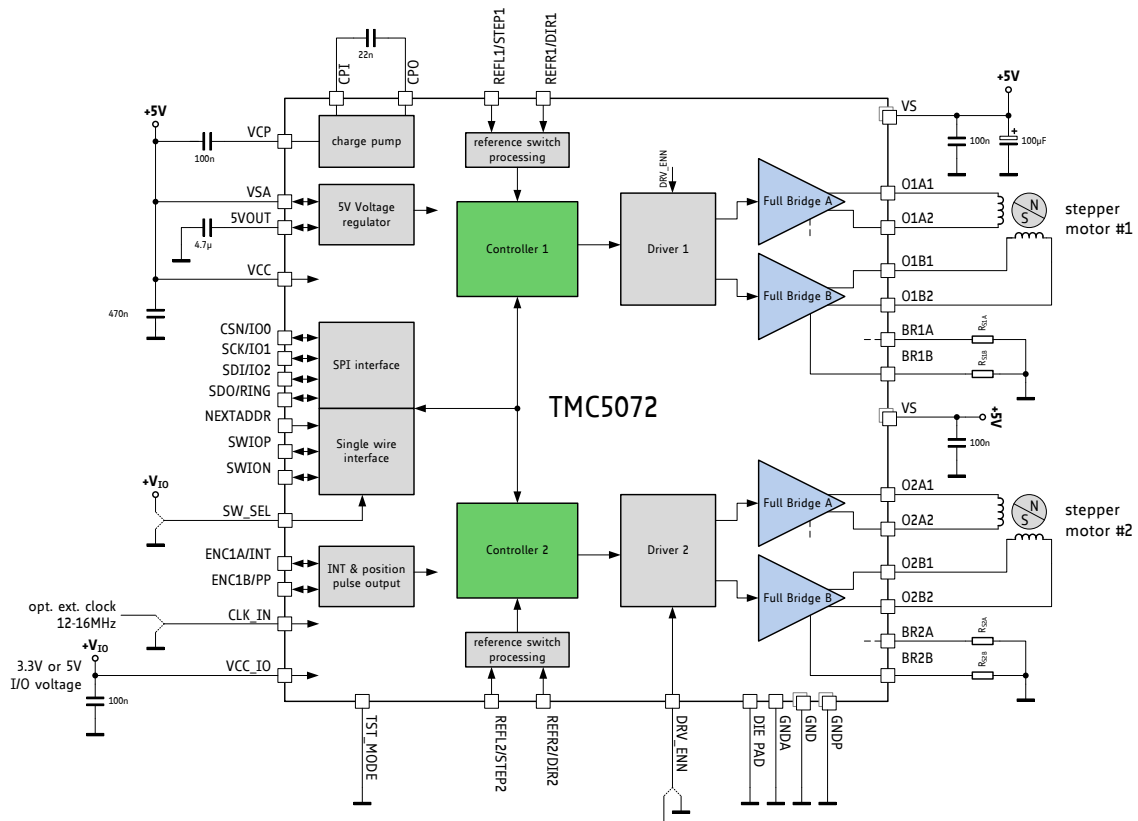 REFL1/STEP1
REFR1/DIR1
22n
CPI
CPO
+5V
VS
+5V
VCP
100n
charge pump
reference switch
processing
100n
+
100µF
DRV_ENN
VSA
5V Voltage
regulator
5VOUT
4.7µ
Controller 1
Driver 1
Full Bridge A
O1A1
O1A2
N
S
stepper
motor #1
VCC
Full Bridge B
O1B1
O1B2
470n
CSN/IO0
SCK/IO1
SDI/IO2
SDO/RING
SPI interface
BR1A
RS1A
BR1B
RS1B
NEXTADDR
SWIOP
SWION
Single wire
interface
TMC5072
VS
+5V
100n
+VIO
SW_SEL
Full Bridge A
O2A1
O2A2
N
S
stepper
motor #2
Controller 2
Driver 2
ENC1A/INT
ENC1B/PP
INT & position
pulse output
Full Bridge B
O2B1
O2B2
opt. ext. clock
12-16MHz
CLK_IN
reference switch
processing
BR2A
RS2A
BR2B
RS2B
+VIO
3.3V or 5V
I/O voltage
VCC_IO
100n
TST_MODE
REFL2/STEP2
REFR2/DIR2
DRV_ENN
DIE PAD
GNDA
GND
GNDP